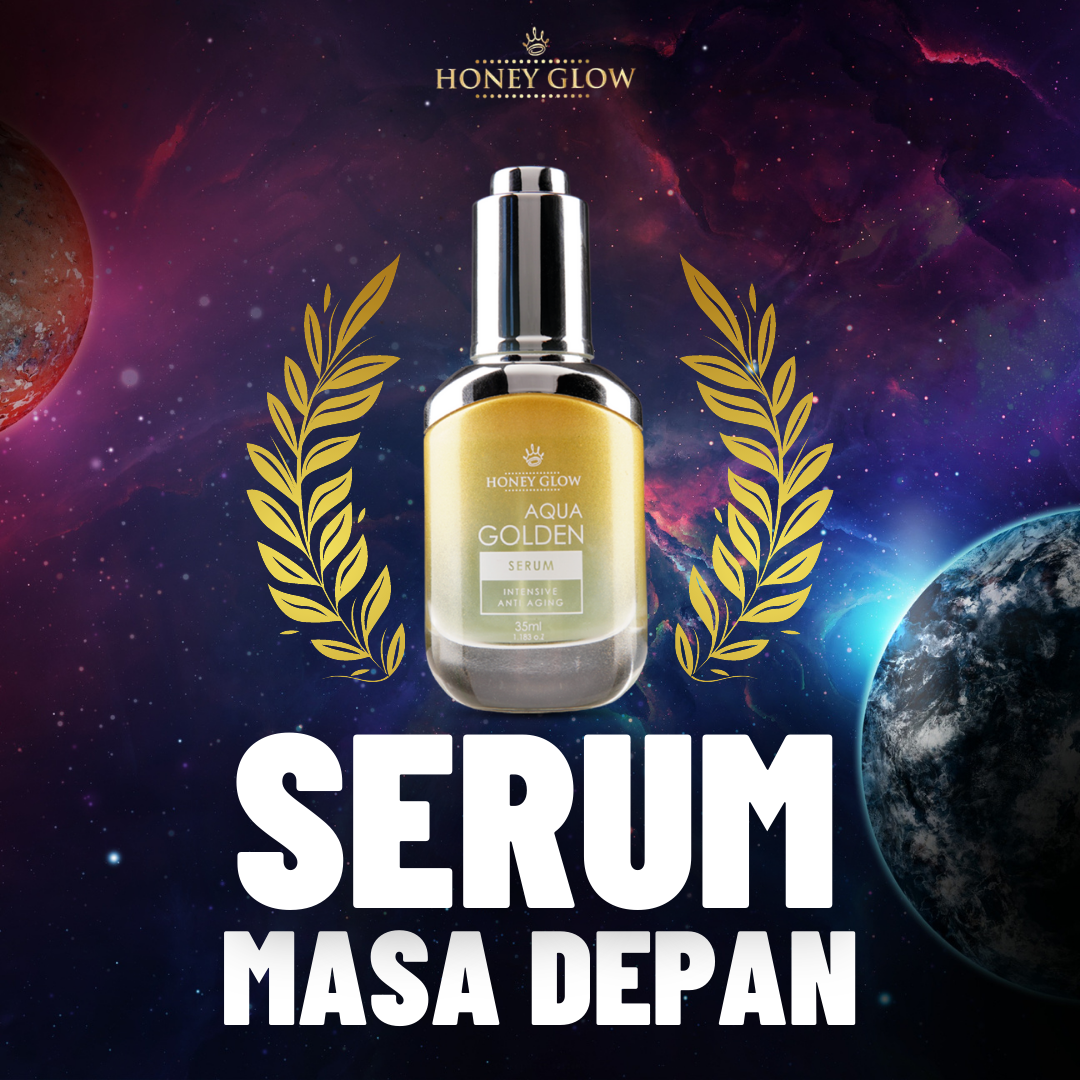 HONEY GLOW
HONEY GLOW
AQUA
GOLDEN
SERUM
INTENSIVE
ANTI AGING
35ml
SERUM
MASA DEPAN